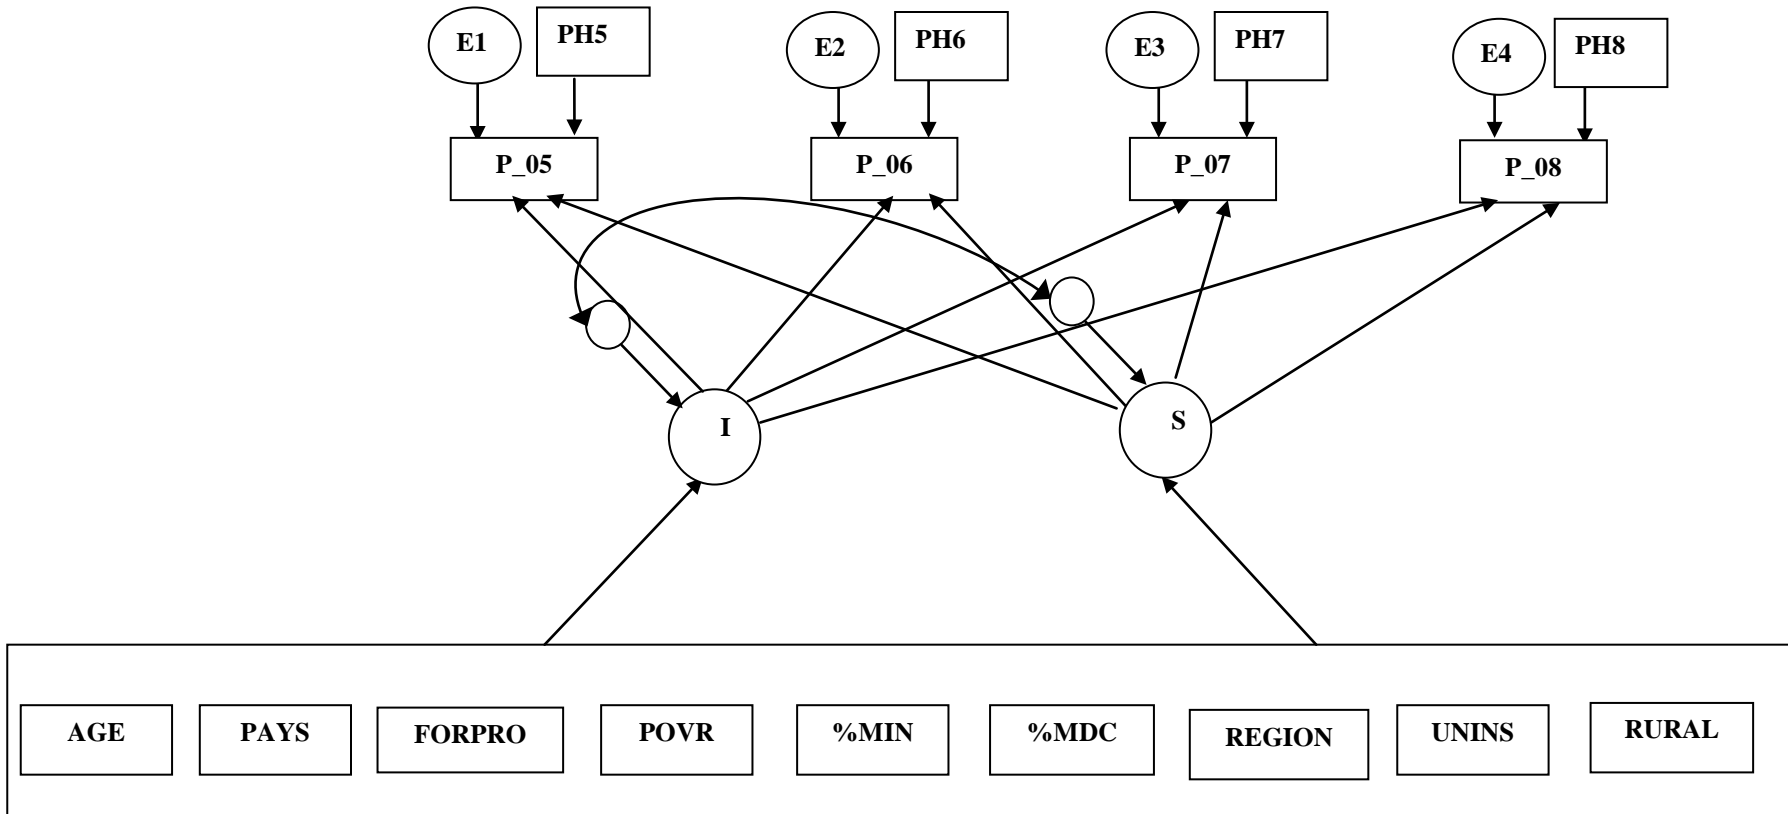 E1
PH5
E2
PH6
E3
PH7
E4
PH8
P_05
P_06
P_07
P_08
I
S
AGE
PAYS
FORPRO
POVR
%MIN
%MDC
REGION
UNINS
RURAL